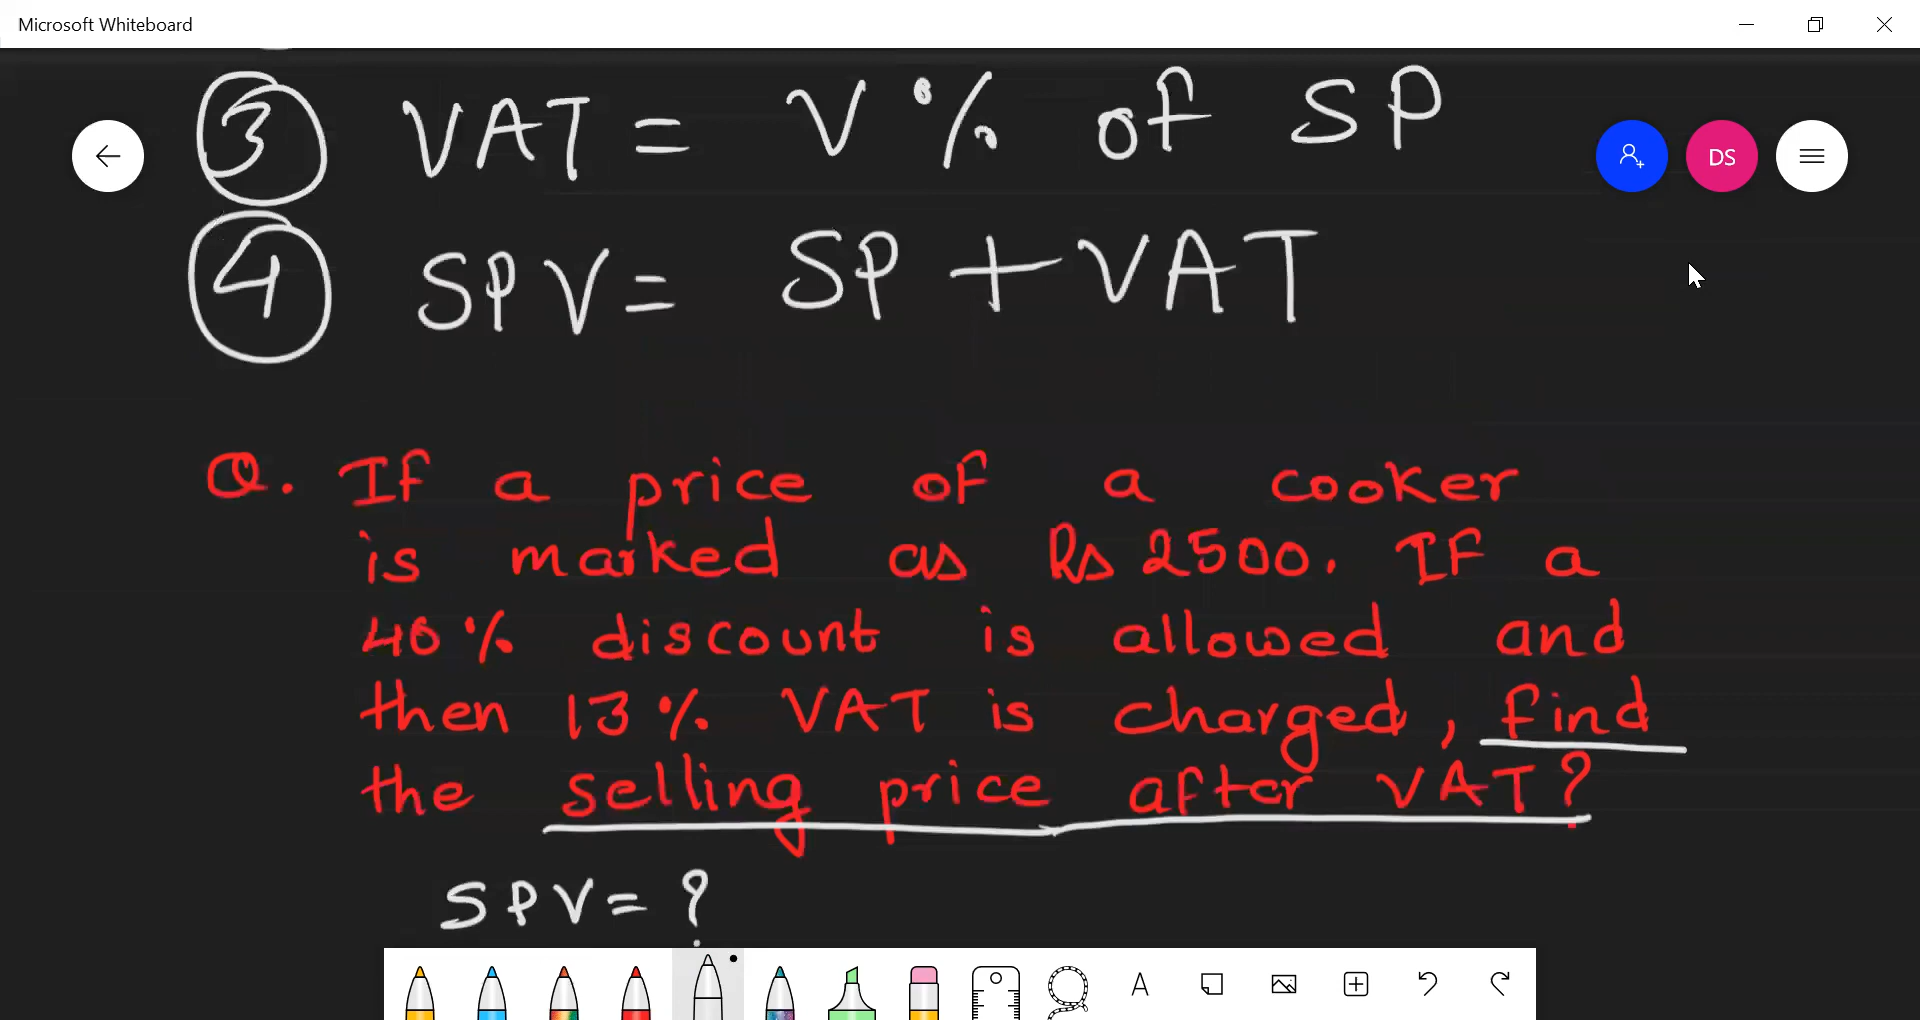 Microsoft Whiteboard
3 VAT = V % of SP
DS
4 SPV = SP + VAT
Q. If a price of a cooker
is marked as Rs 2500. If a
40 % discount is allowed and
then 13 % VAT is charged, find
the selling price after VAT?
SPV = ?
A